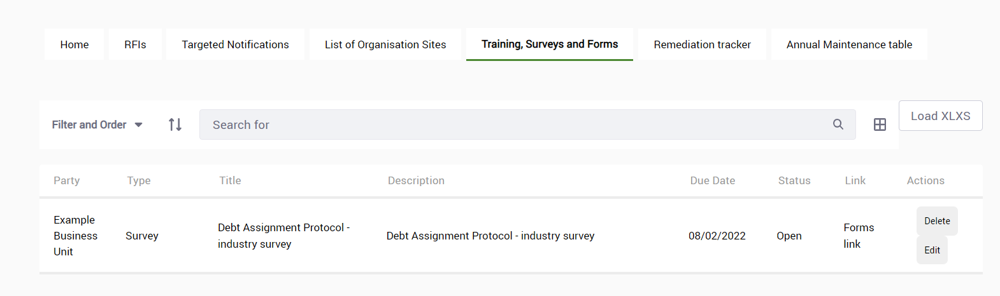 Home RFIs Targeted Notifications List of Organisation Sites Training, Surveys and Forms Remediation tracker Annual Maintenance table
Filter and Order Search for Load XLXS
Party Type Title Description Due Date Status Link Actions
Example
Business
Unit
Survey
Debt Assignment Protocol -
industry survey
Debt Assignment Protocol - industry survey
08/02/2022
Open
Forms
link
Delete
Edit